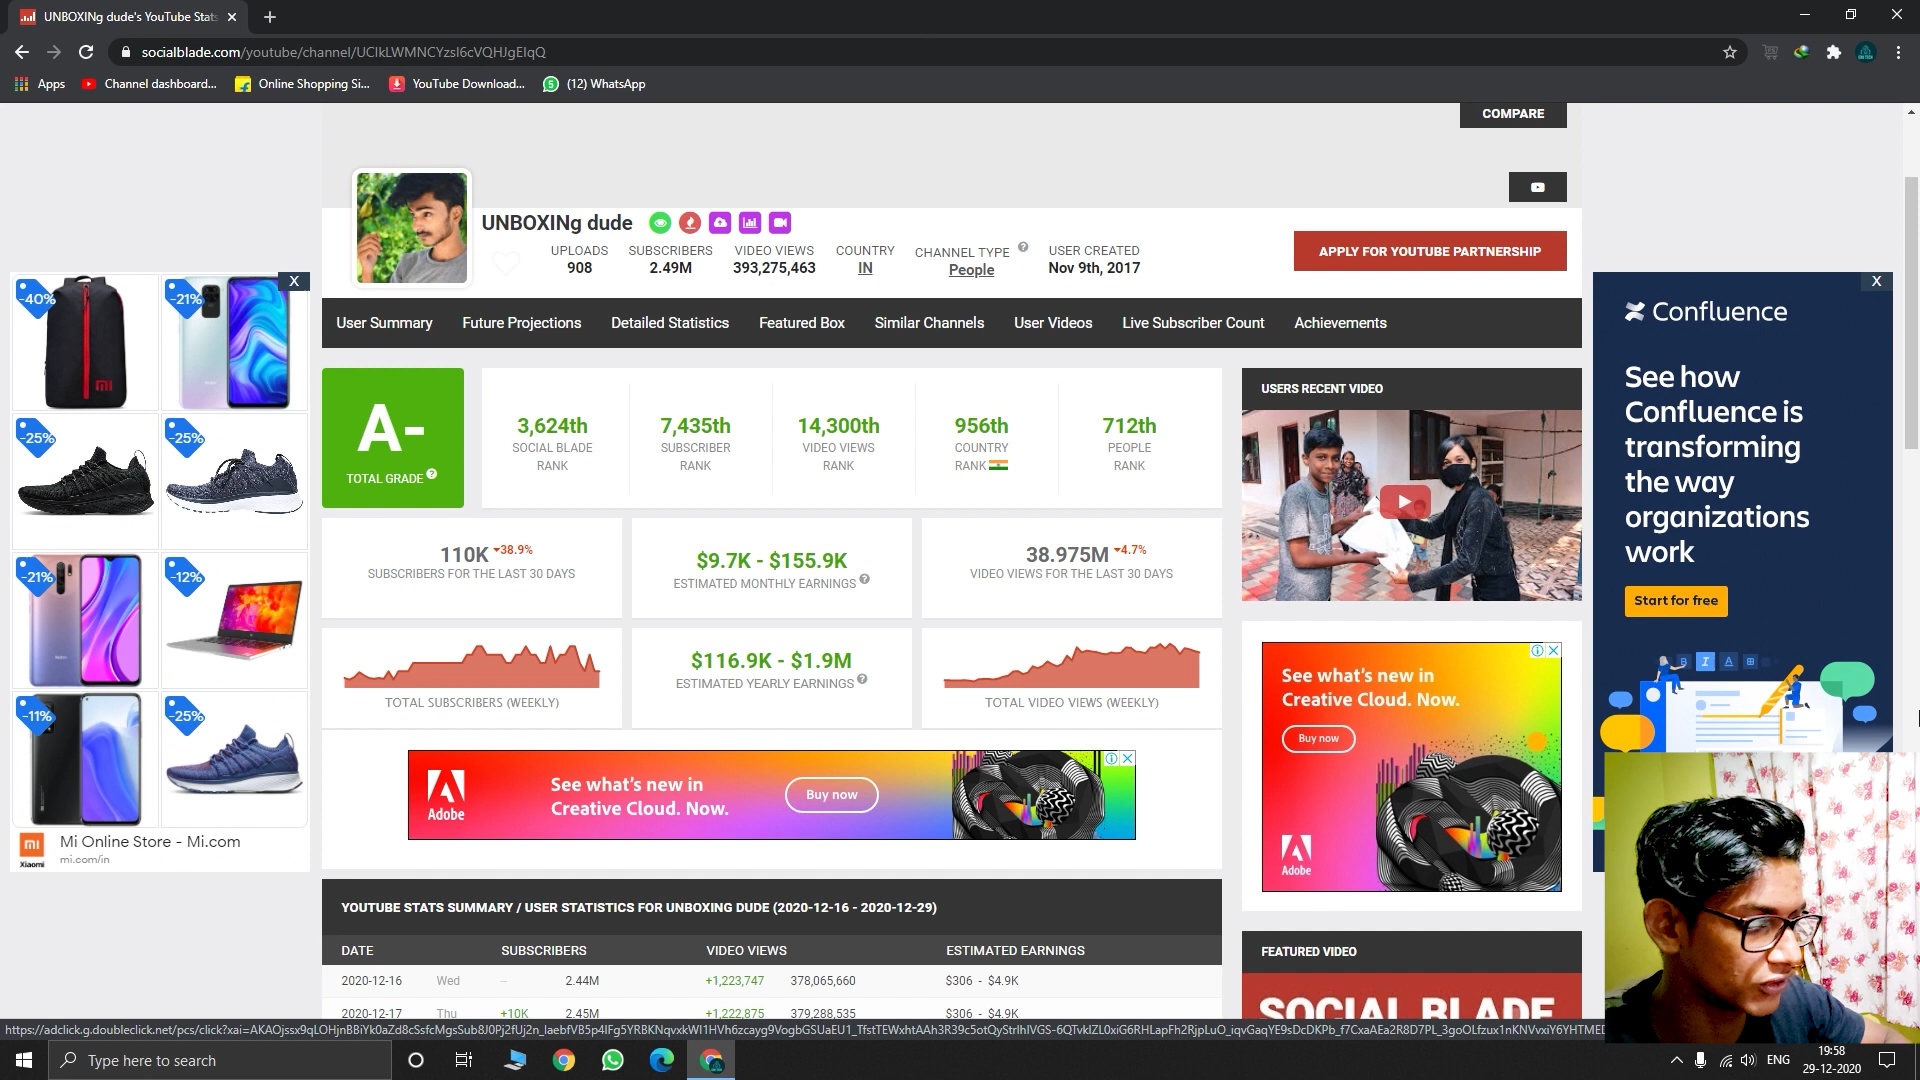 UNBOXINg dude's YouTube Stats
socialblade.com/youtube/channel/UClkLWMNCYzsI6cVQHJgEIqQ
Apps
Channel dashboard...
Online Shopping Si...
YouTube Download...
(12) WhatsApp
COMPARE
UNBOXINg dude
UPLOADS
908
SUBSCRIBERS
2.49M
VIDEO VIEWS
393,275,463
COUNTRY
IN
CHANNEL TYPE
People
USER CREATED
Nov 9th, 2017
APPLY FOR YOUTUBE PARTNERSHIP
User Summary
Future Projections
Detailed Statistics
Featured Box
Similar Channels
User Videos
Live Subscriber Count
Achievements
A-
TOTAL GRADE
3,624th
SOCIAL BLADE
RANK
7,435th
SUBSCRIBER
RANK
14,300th
VIDEO VIEWS
RANK
956th
COUNTRY
RANK
712th
PEOPLE
RANK
110K 38.9%
SUBSCRIBERS FOR THE LAST 30 DAYS
$9.7K - $155.9K
ESTIMATED MONTHLY EARNINGS
38.975M 4.7%
VIDEO VIEWS FOR THE LAST 30 DAYS
TOTAL SUBSCRIBERS (WEEKLY)
$116.9K - $1.9M
ESTIMATED YEARLY EARNINGS
TOTAL VIDEO VIEWS (WEEKLY)
Adobe
See what's new in
Creative Cloud. Now.
Buy now
YOUTUBE STATS SUMMARY / USER STATISTICS FOR UNBOXING DUDE (2020-12-16 - 2020-12-29)
DATE SUBSCRIBERS VIDEO VIEWS ESTIMATED EARNINGS
2020-12-16 Wed -- 2.44M +1,223,747 378,065,660 $306 - $4.9K
2020-12-17 Thu +10K 2.45M +1,222,875 379,288,535 $306 - $4.9K
USERS RECENT VIDEO
See what's new in
Creative Cloud. Now.
Buy now
Adobe
FEATURED VIDEO
SOCIAL BLADE
X
-40%
-21%
-25%
-25%
-21%
-12%
-11%
-25%
mi
Xiaomi
Mi Online Store - Mi.com
mi.com/in
X
Confluence
See how
Confluence is
transforming
the way
organizations
work
Start for free
Type here to search
ENG
19:58
29-12-2020